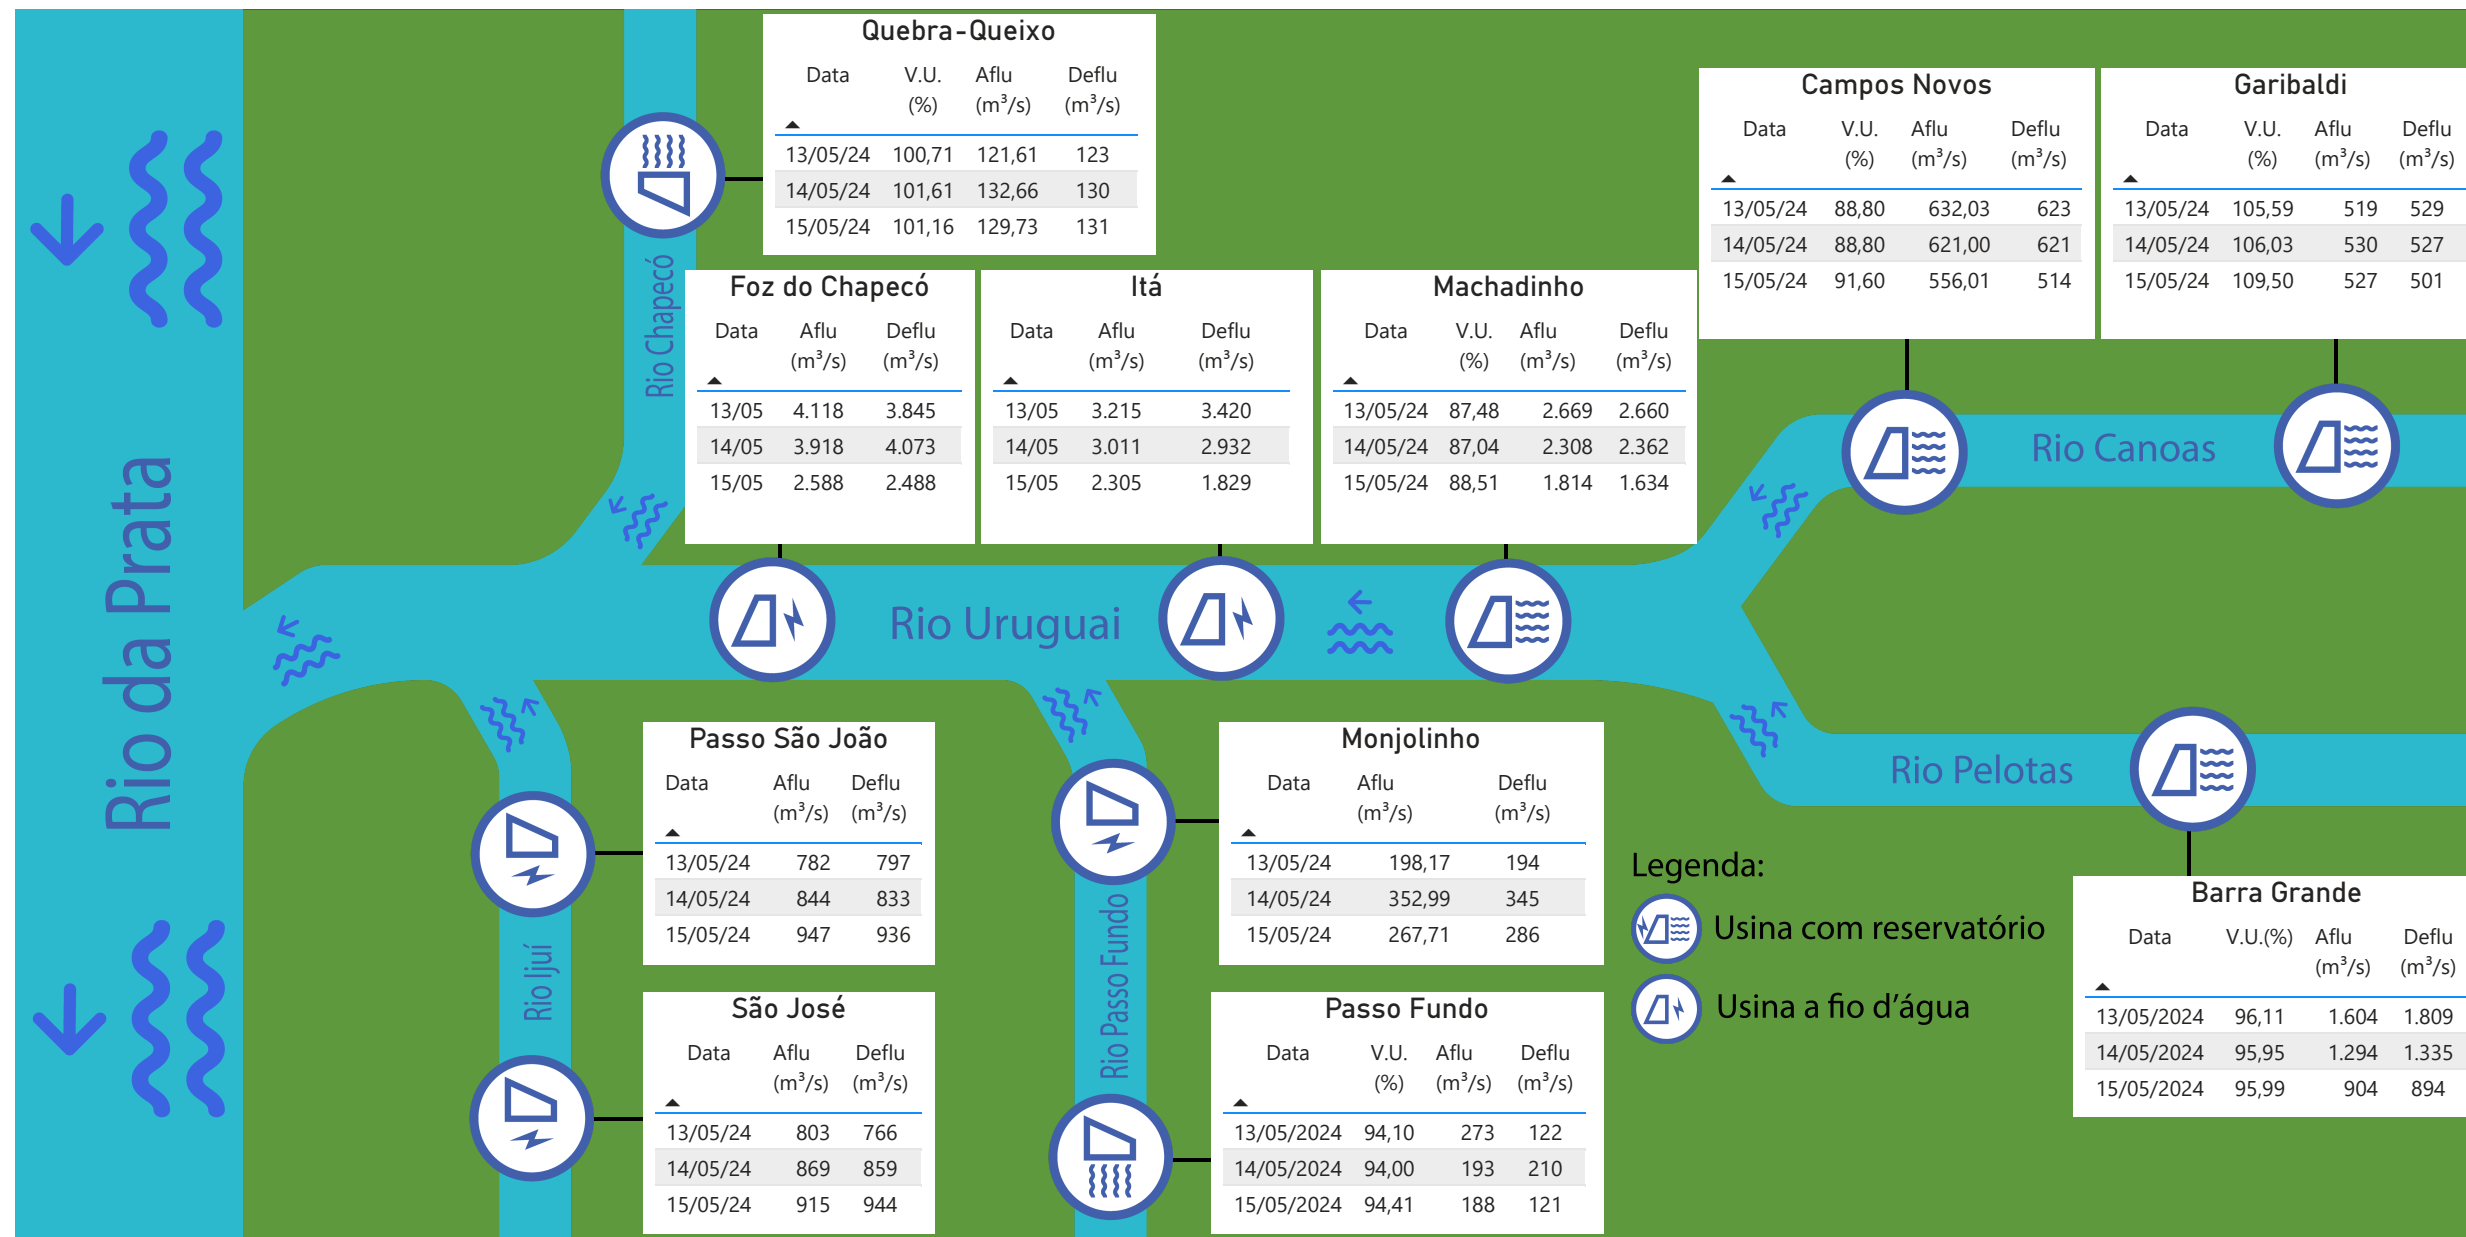 Quebra-Queixo
Data V.U. Aflu Deflu
(%) (m³/s) (m³/s)
13/05/24 100,71 121,61 123
14/05/24 101,61 132,66 130
15/05/24 101,16 129,73 131
Campos Novos
Data V.U. Aflu Deflu
(%) (m³/s) (m³/s)
13/05/24 88,80 632,03 623
14/05/24 88,80 621,00 621
15/05/24 91,60 556,01 514
Garibaldi
Data V.U. Aflu Deflu
(%) (m³/s) (m³/s)
13/05/24 105,59 519 529
14/05/24 106,03 530 527
15/05/24 109,50 527 501
Rio Chapecó
Foz do Chapecó
Data Aflu Deflu
(m³/s) (m³/s)
13/05 4.118 3.845
14/05 3.918 4.073
15/05 2.588 2.488
Itá
Data Aflu Deflu
(m³/s) (m³/s)
13/05 3.215 3.420
14/05 3.011 2.932
15/05 2.305 1.829
Machadinho
Data V.U. Aflu Deflu
(%) (m³/s) (m³/s)
13/05/24 87,48 2.669 2.660
14/05/24 87,04 2.308 2.362
15/05/24 88,51 1.814 1.634
Rio Canoas
Rio da Prata
Rio Uruguai
Rio Pelotas
Passo São João
Data Aflu Deflu
(m³/s) (m³/s)
13/05/24 782 797
14/05/24 844 833
15/05/24 947 936
Monjolinho
Data Aflu Deflu
(m³/s) (m³/s)
13/05/24 198,17 194
14/05/24 352,99 345
15/05/24 267,71 286
Legenda:
Usina com reservatório
Usina a fio d’água
Barra Grande
Data V.U.(%) Aflu Deflu
(m³/s) (m³/s)
13/05/2024 96,11 1.604 1.809
14/05/2024 95,95 1.294 1.335
15/05/2024 95,99 904 894
Rio Ijuí
Rio Passo Fundo
São José
Data Aflu Deflu
(m³/s) (m³/s)
13/05/24 803 766
14/05/24 869 859
15/05/24 915 944
Passo Fundo
Data V.U. Aflu Deflu
(%) (m³/s) (m³/s)
13/05/2024 94,10 273 122
14/05/2024 94,00 193 210
15/05/2024 94,41 188 121